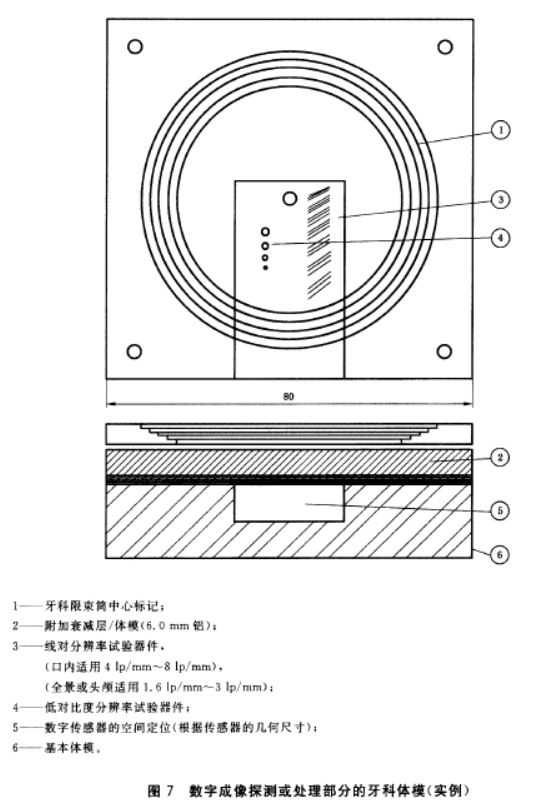 1
3
4
80
2
5
6
1——牙科限束筒中心标记；
2——附加衰减层/体模(6.0 mm 铝)；
3——线对分辨率试验器件，
(口内适用 4 lp/mm～8 lp/mm)，
(全景或头颅适用 1.6 lp/mm～3 lp/mm)；
4——低对比度分辨率试验器件；
5——数字传感器的空间定位(根据传感器的几何尺寸)；
6——基本体模。
图 7 数字成像探测或处理部分的牙科体模(实例)